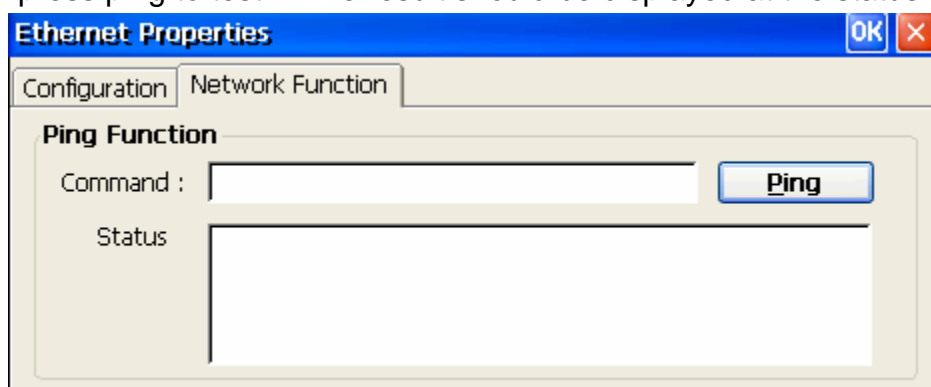 Ethernet Properties OK
Configuration Network Function
Ping Function
Command : Ping
Status